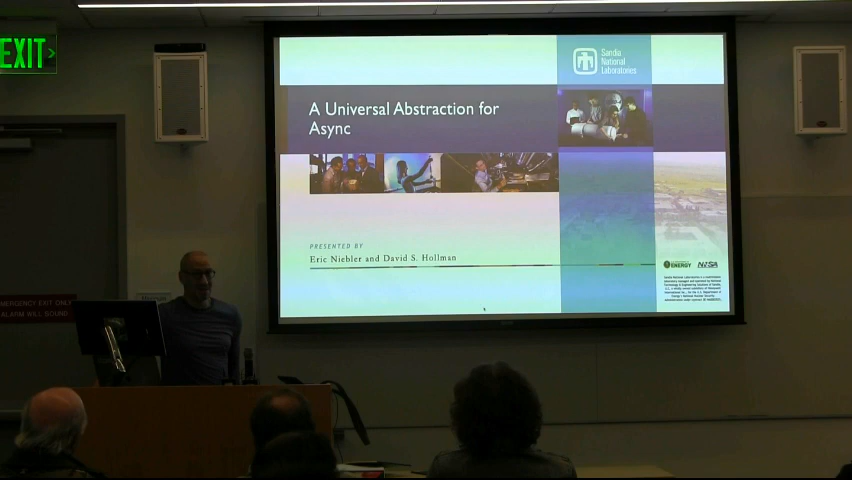 EXIT
Sandia
National
Laboratories
A Universal Abstraction for
Async
PRESENTED BY
Eric Niebler and David S. Hollman
ENERGY
EMERGENCY EXIT ONLY
ALARM WILL SOUND